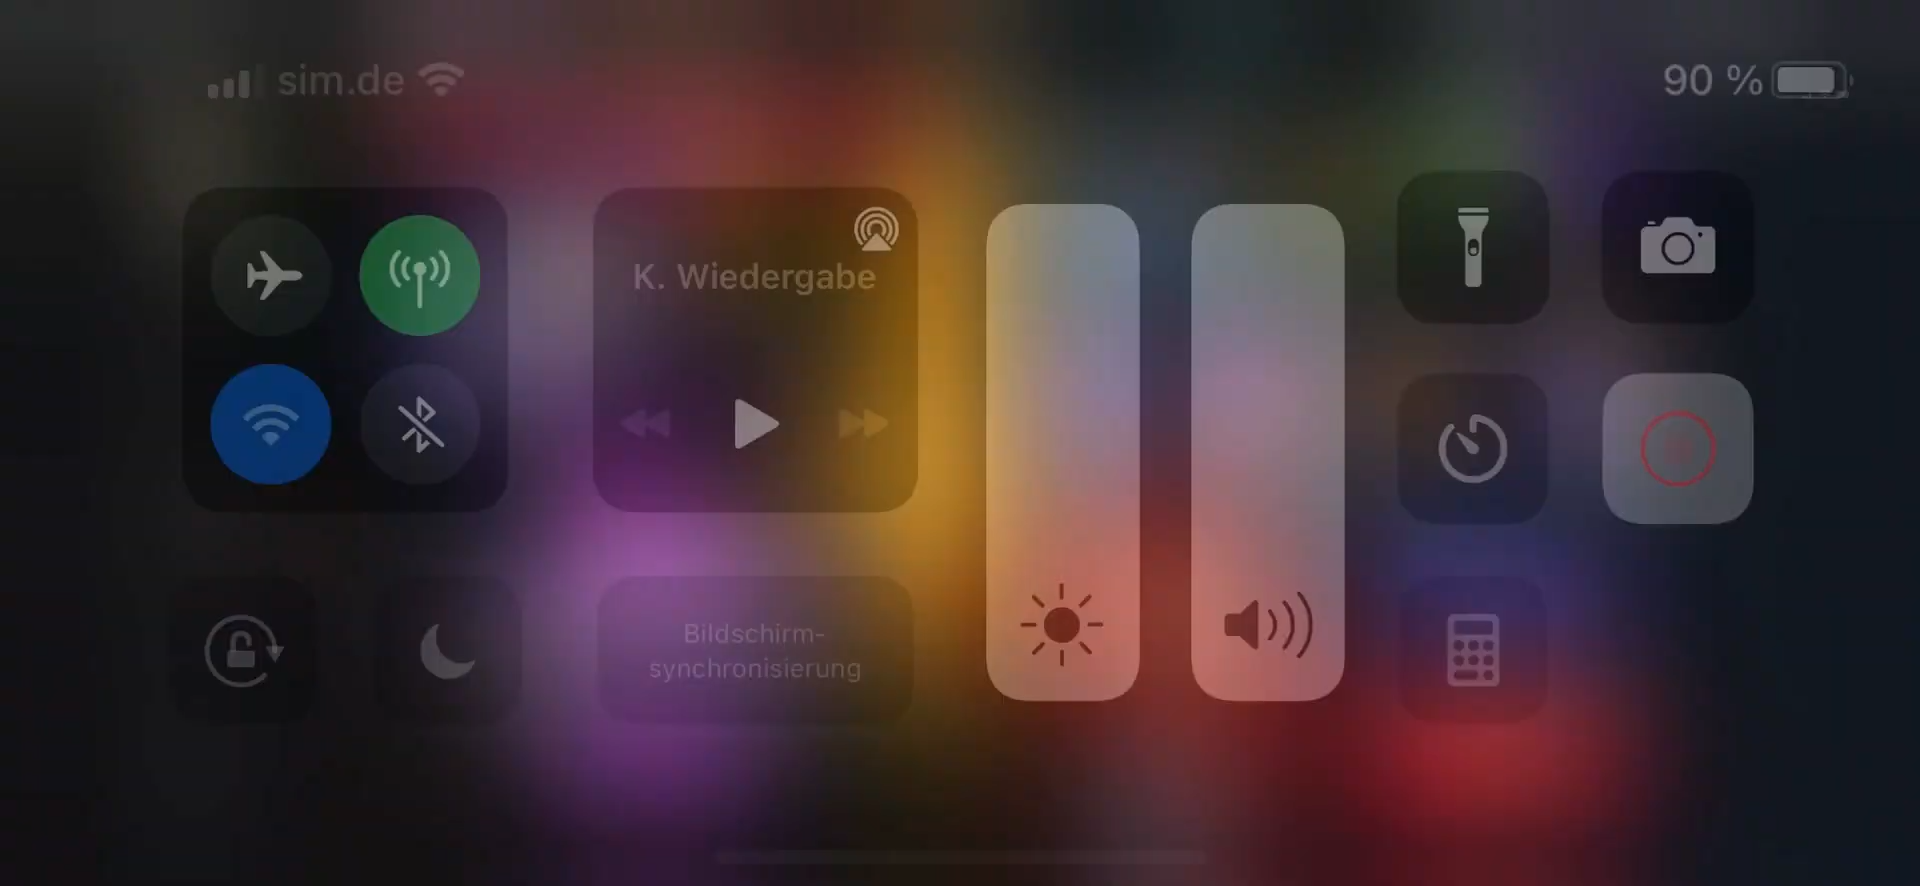 sim.de
90 %
K. Wiedergabe
Bildschirm-
synchronisierung